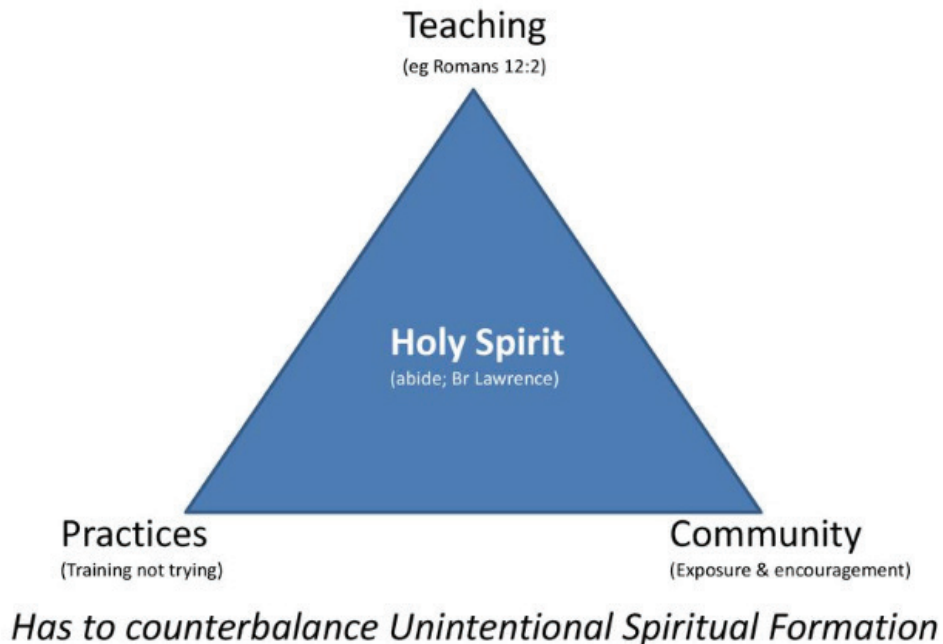 Teaching
(eg Romans 12:2)
Holy Spirit
(abide; Br Lawrence)
Practices
(Training not trying)
Community
(Exposure & encouragement)
Has to counterbalance Unintentional Spiritual Formation